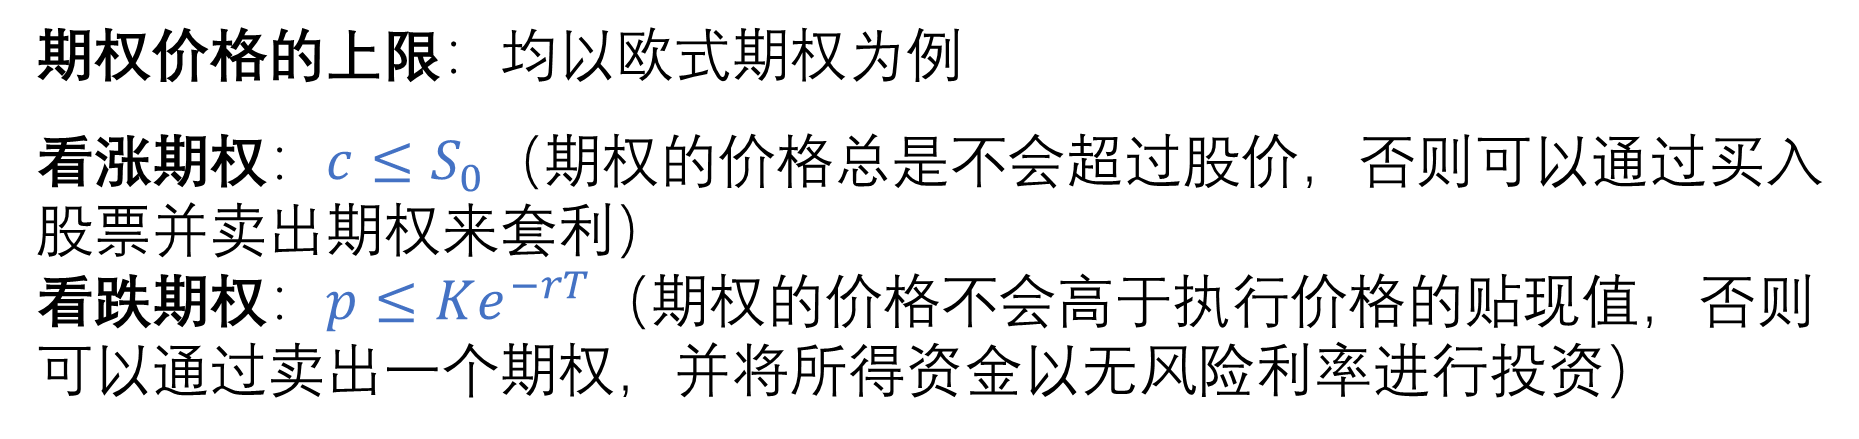 期权价格的上限：均以欧式期权为例
看涨期权：c ≤ S₀（期权的价格总是不会超过股价，否则可以通过买入
股票并卖出期权来套利）
看跌期权：p ≤ Ke⁻ʳᵀ（期权的价格不会高于执行价格的贴现值，否则
可以通过卖出一个期权，并将所得资金以无风险利率进行投资）